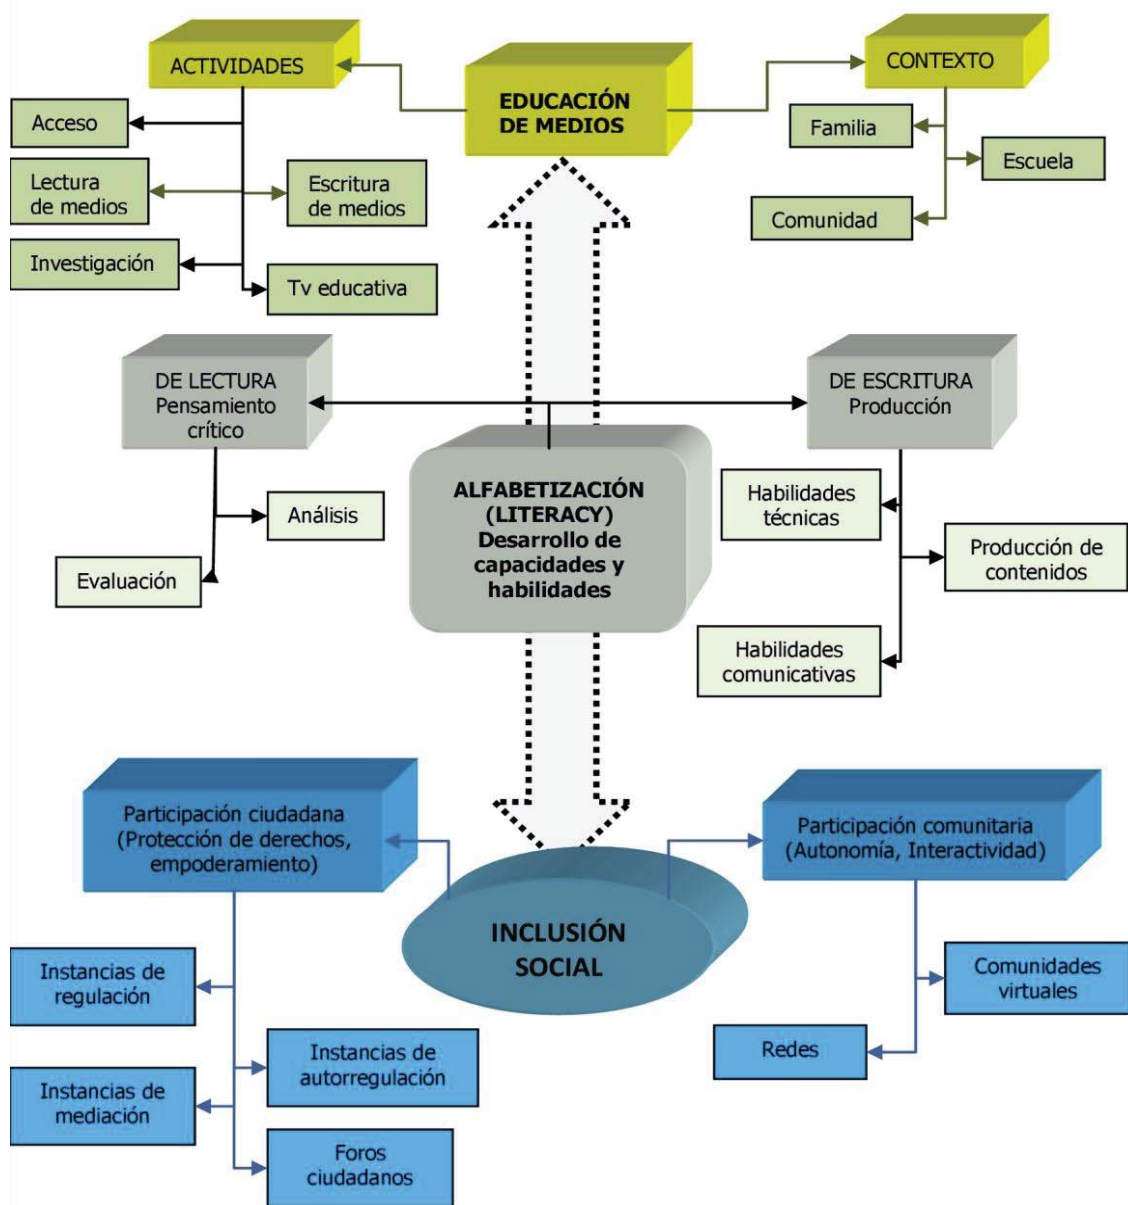 ACTIVIDADES
EDUCACIÓN
DE MEDIOS
CONTEXTO
Acceso
Lectura
de medios
Escritura
de medios
Investigación
Tv educativa
Familia
Escuela
Comunidad
DE LECTURA
Pensamiento
crítico
DE ESCRITURA
Producción
ALFABETIZACIÓN
(LITERACY)
Desarrollo de
capacidades y
habilidades
Análisis
Evaluación
Habilidades
técnicas
Producción de
contenidos
Habilidades
comunicativas
Participación ciudadana
(Protección de derechos,
empoderamiento)
Participación comunitaria
(Autonomía, Interactividad)
INCLUSIÓN
SOCIAL
Instancias de
regulación
Instancias de
autorregulación
Instancias de
mediación
Foros
ciudadanos
Comunidades
virtuales
Redes